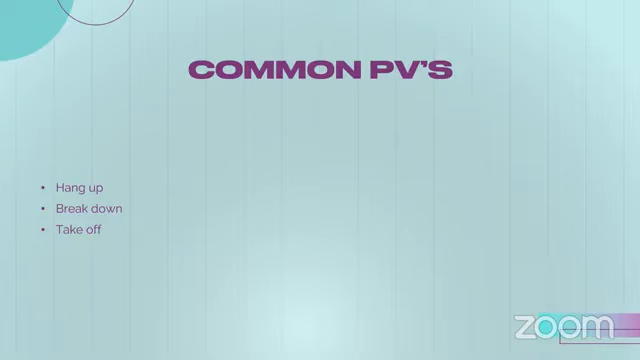 COMMON PV'S
• Hang up
• Break down
• Take off
zoom